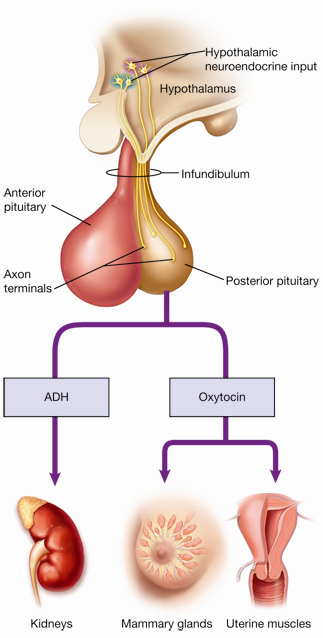 Hypothalamic
neuroendocrine input
Hypothalamus
Infundibulum
Anterior
pituitary
Axon
terminals
Posterior pituitary
ADH
Oxytocin
Kidneys
Mammary glands
Uterine muscles